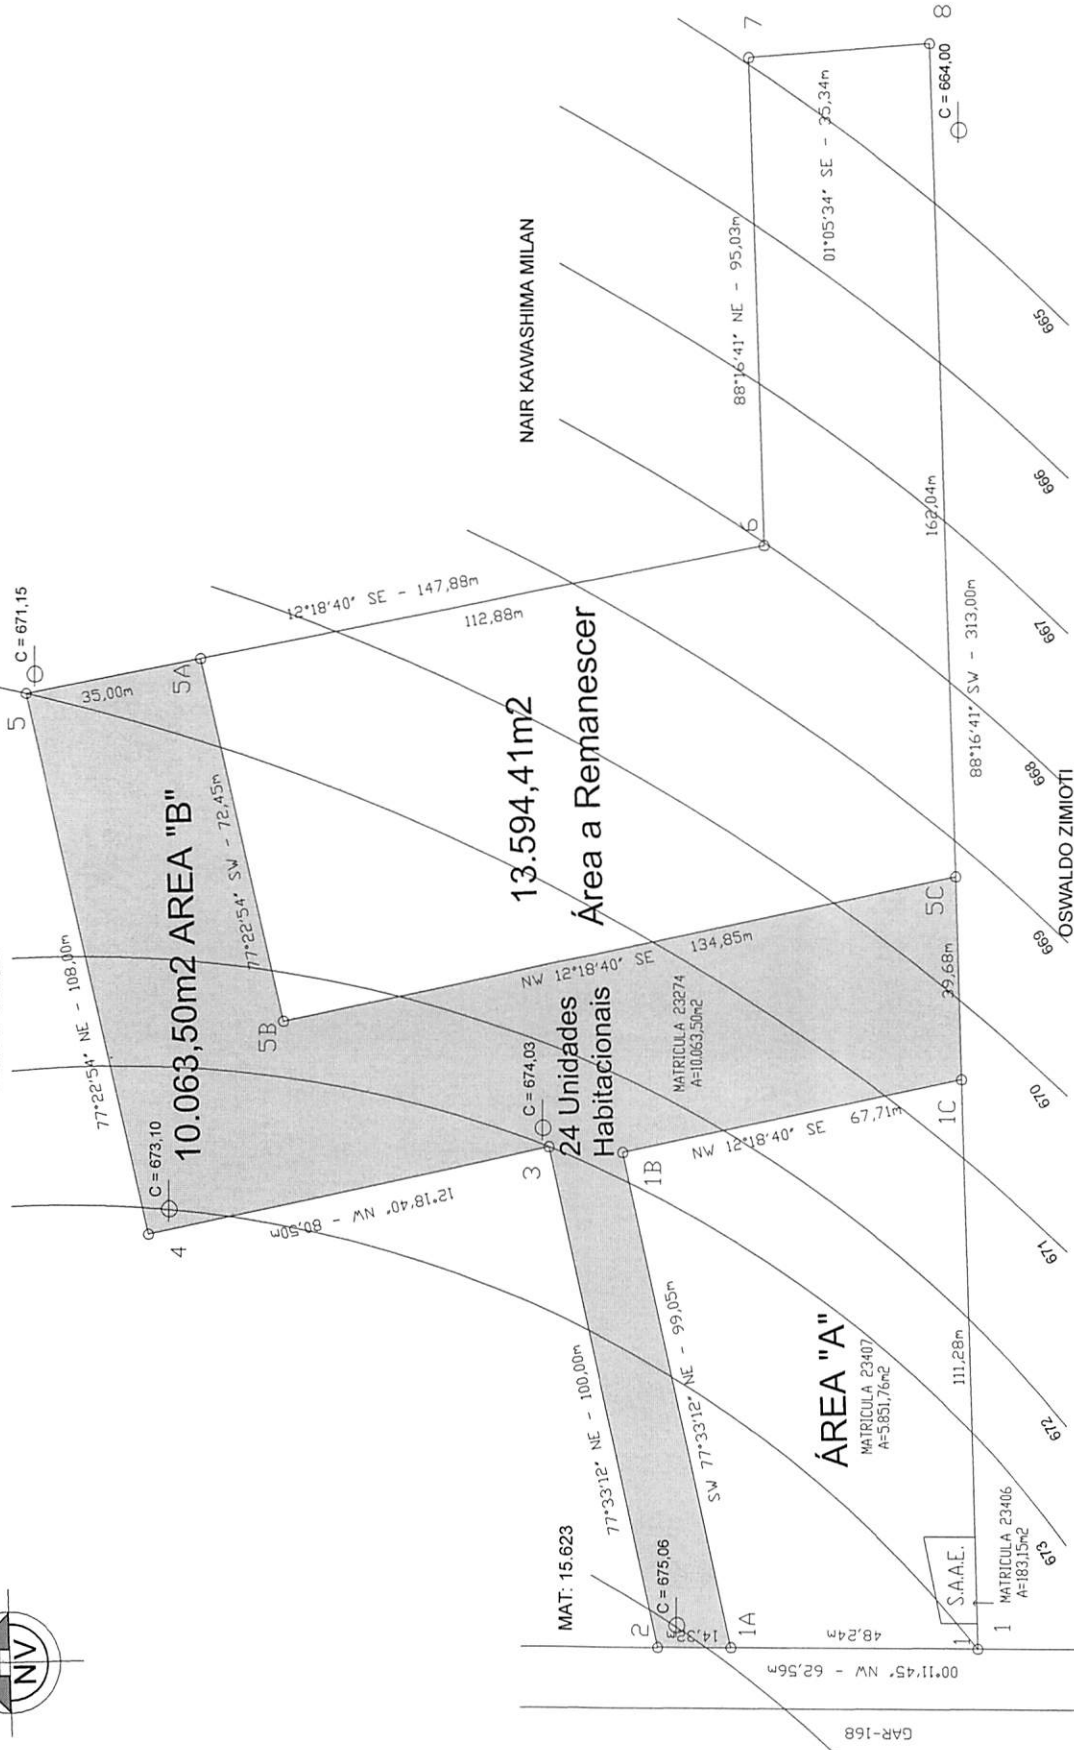 NV
5
C = 671,15
35,00m
5A
77°22'54" NE - 108,00m
10.063,50m2 AREA "B"
C = 673,10
4
77°22'54" SW - 72,45m
5B
12°18'40" SE - 147,88m
112,88m
NAIR KAWASHIMA MILAN
6
88°16'41" NE - 95,03m
7
01°05'34" SE - 35,34m
8
C = 664,00
13.594,41m2
Área a Remanescer
12°18'40" NW - 80,50m
3
C = 674,03
24 Unidades
Habitacionais
NW 12°18'40" SE
134,85m
MATRICULA 23274
A=10.063,50m2
1B
NW 12°18'40" SE
67,71m
5C
39,68m
1C
162,04m
88°16'41" SW - 313,00m
OSWALDO ZIMIOTI
MAT: 15.623
77°33'12" NE - 100,00m
SW 77°33'12" NE - 99,05m
2
C = 675,06
14,32m
1A
48,24m
00°11'45" NW - 62,56m
GAR-168
ÁREA "A"
MATRICULA 23407
A=5.851,76m2
111,28m
S.A.A.E.
1
1
MATRICULA 23406
A=183,15m2
673
672
671
670
669
668
667
666
665